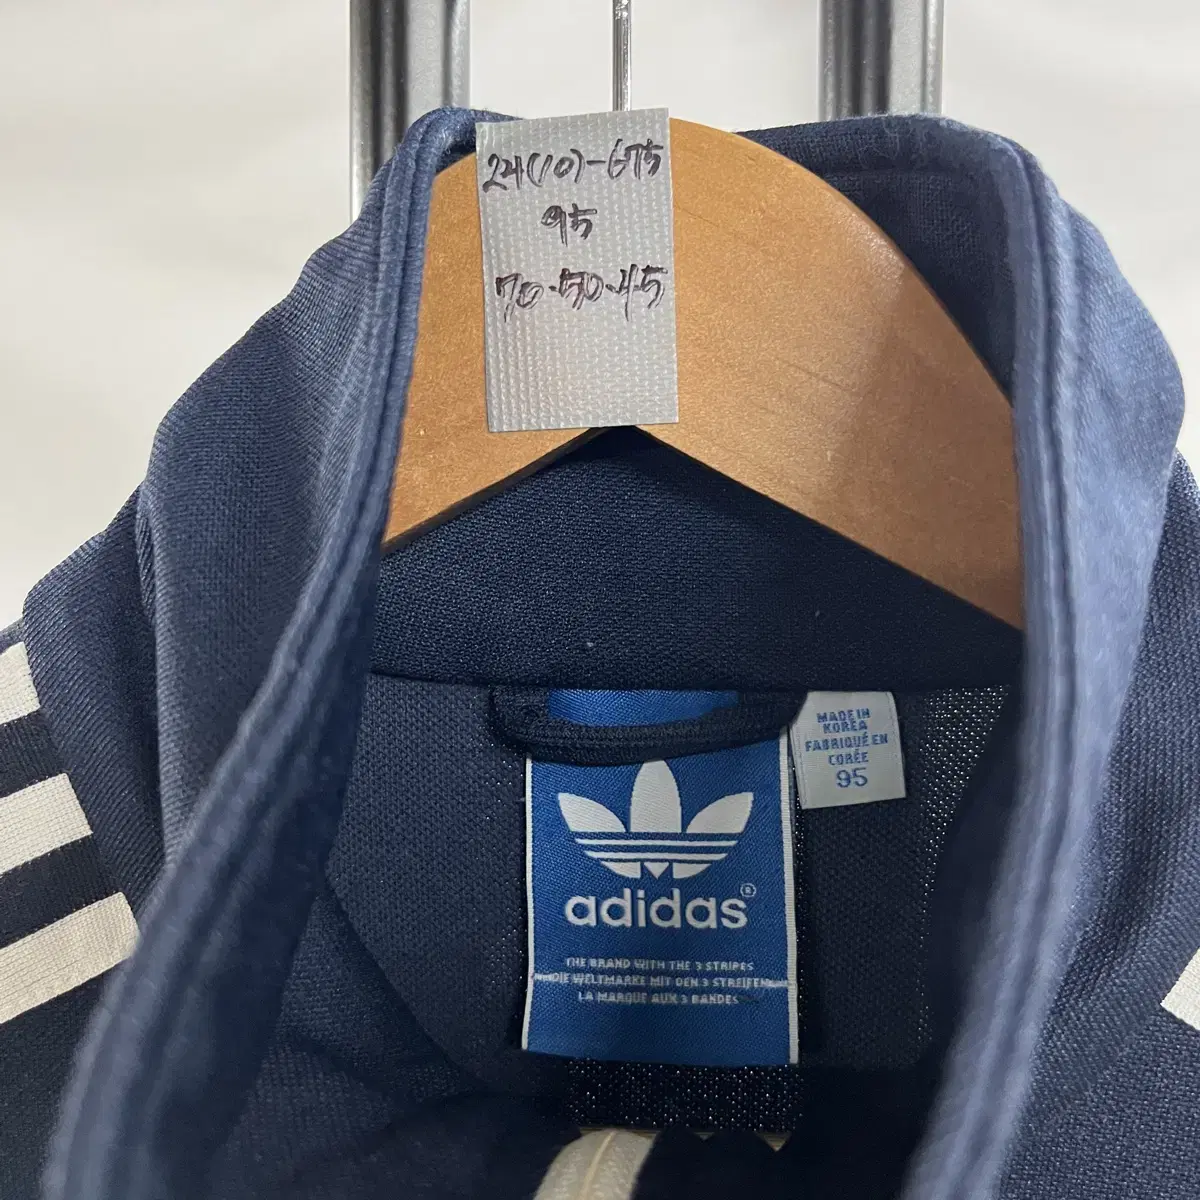 24(10)-675
95
70.50.45
MADE IN
KOREA
FABRIQUÉ EN
CORÉE
95
adidas®
THE BRAND WITH THE 3 STRIPES
DIE WELTMARKE MIT DEN 3 STREIFEN
LA MARQUE AUX 3 BANDES